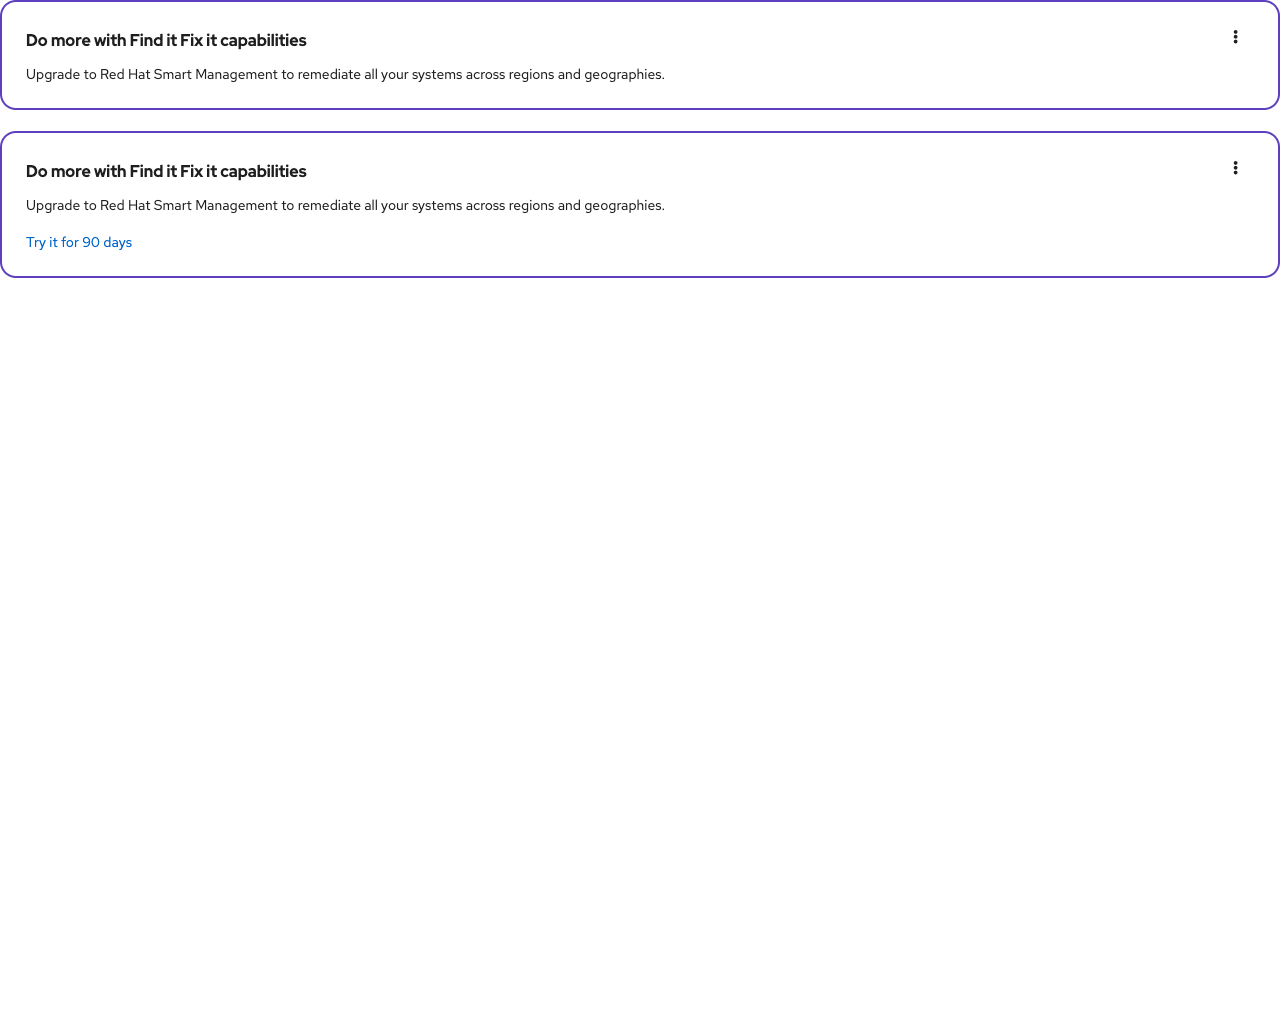 Do more with Find it Fix it capabilities
Upgrade to Red Hat Smart Management to remediate all your systems across regions and geographies.
Do more with Find it Fix it capabilities
Upgrade to Red Hat Smart Management to remediate all your systems across regions and geographies.
Try it for 90 days